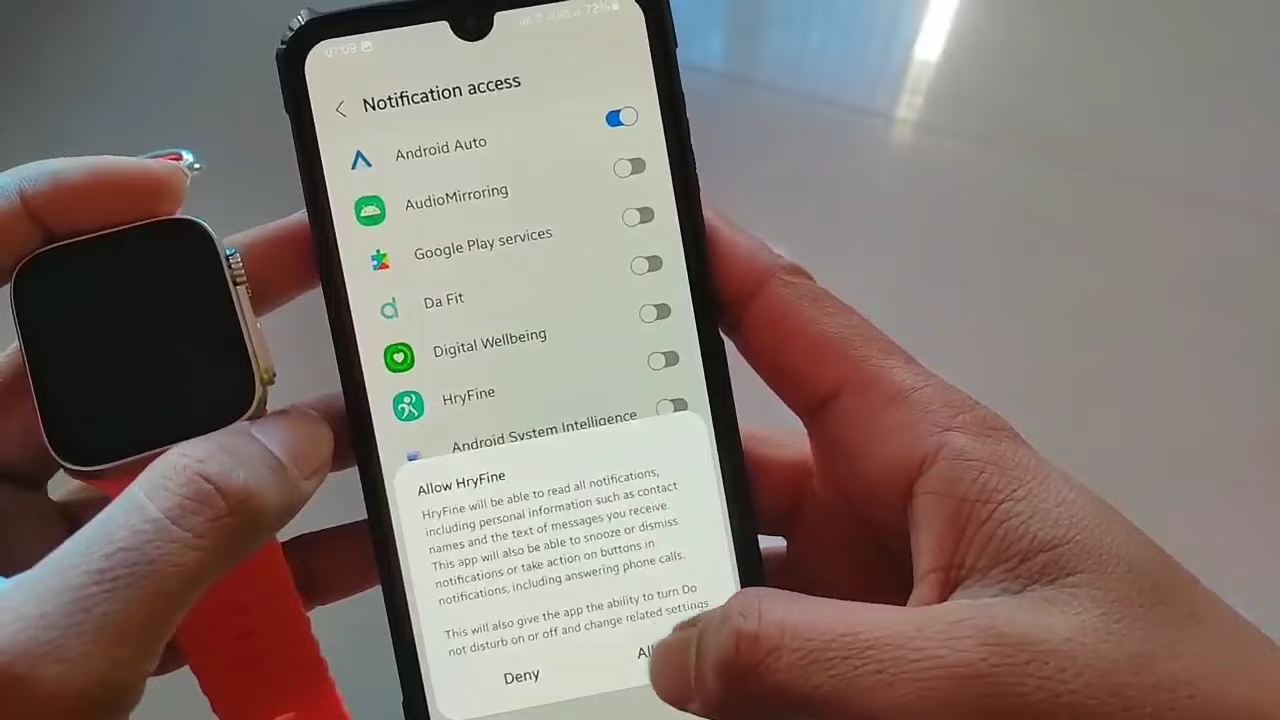 07:09 72%
Notification access
Android Auto
AudioMirroring
Google Play services
Da Fit
Digital Wellbeing
HryFine
Android System Intelligence
Allow HryFine
HryFine will be able to read all notifications,
including personal information such as contact
names and the text of messages you receive.
This app will also be able to snooze or dismiss
notifications or take action on buttons in
notifications, including answering phone calls.
This will also give the app the ability to turn Do
not disturb on or off and change related settings.
Deny All